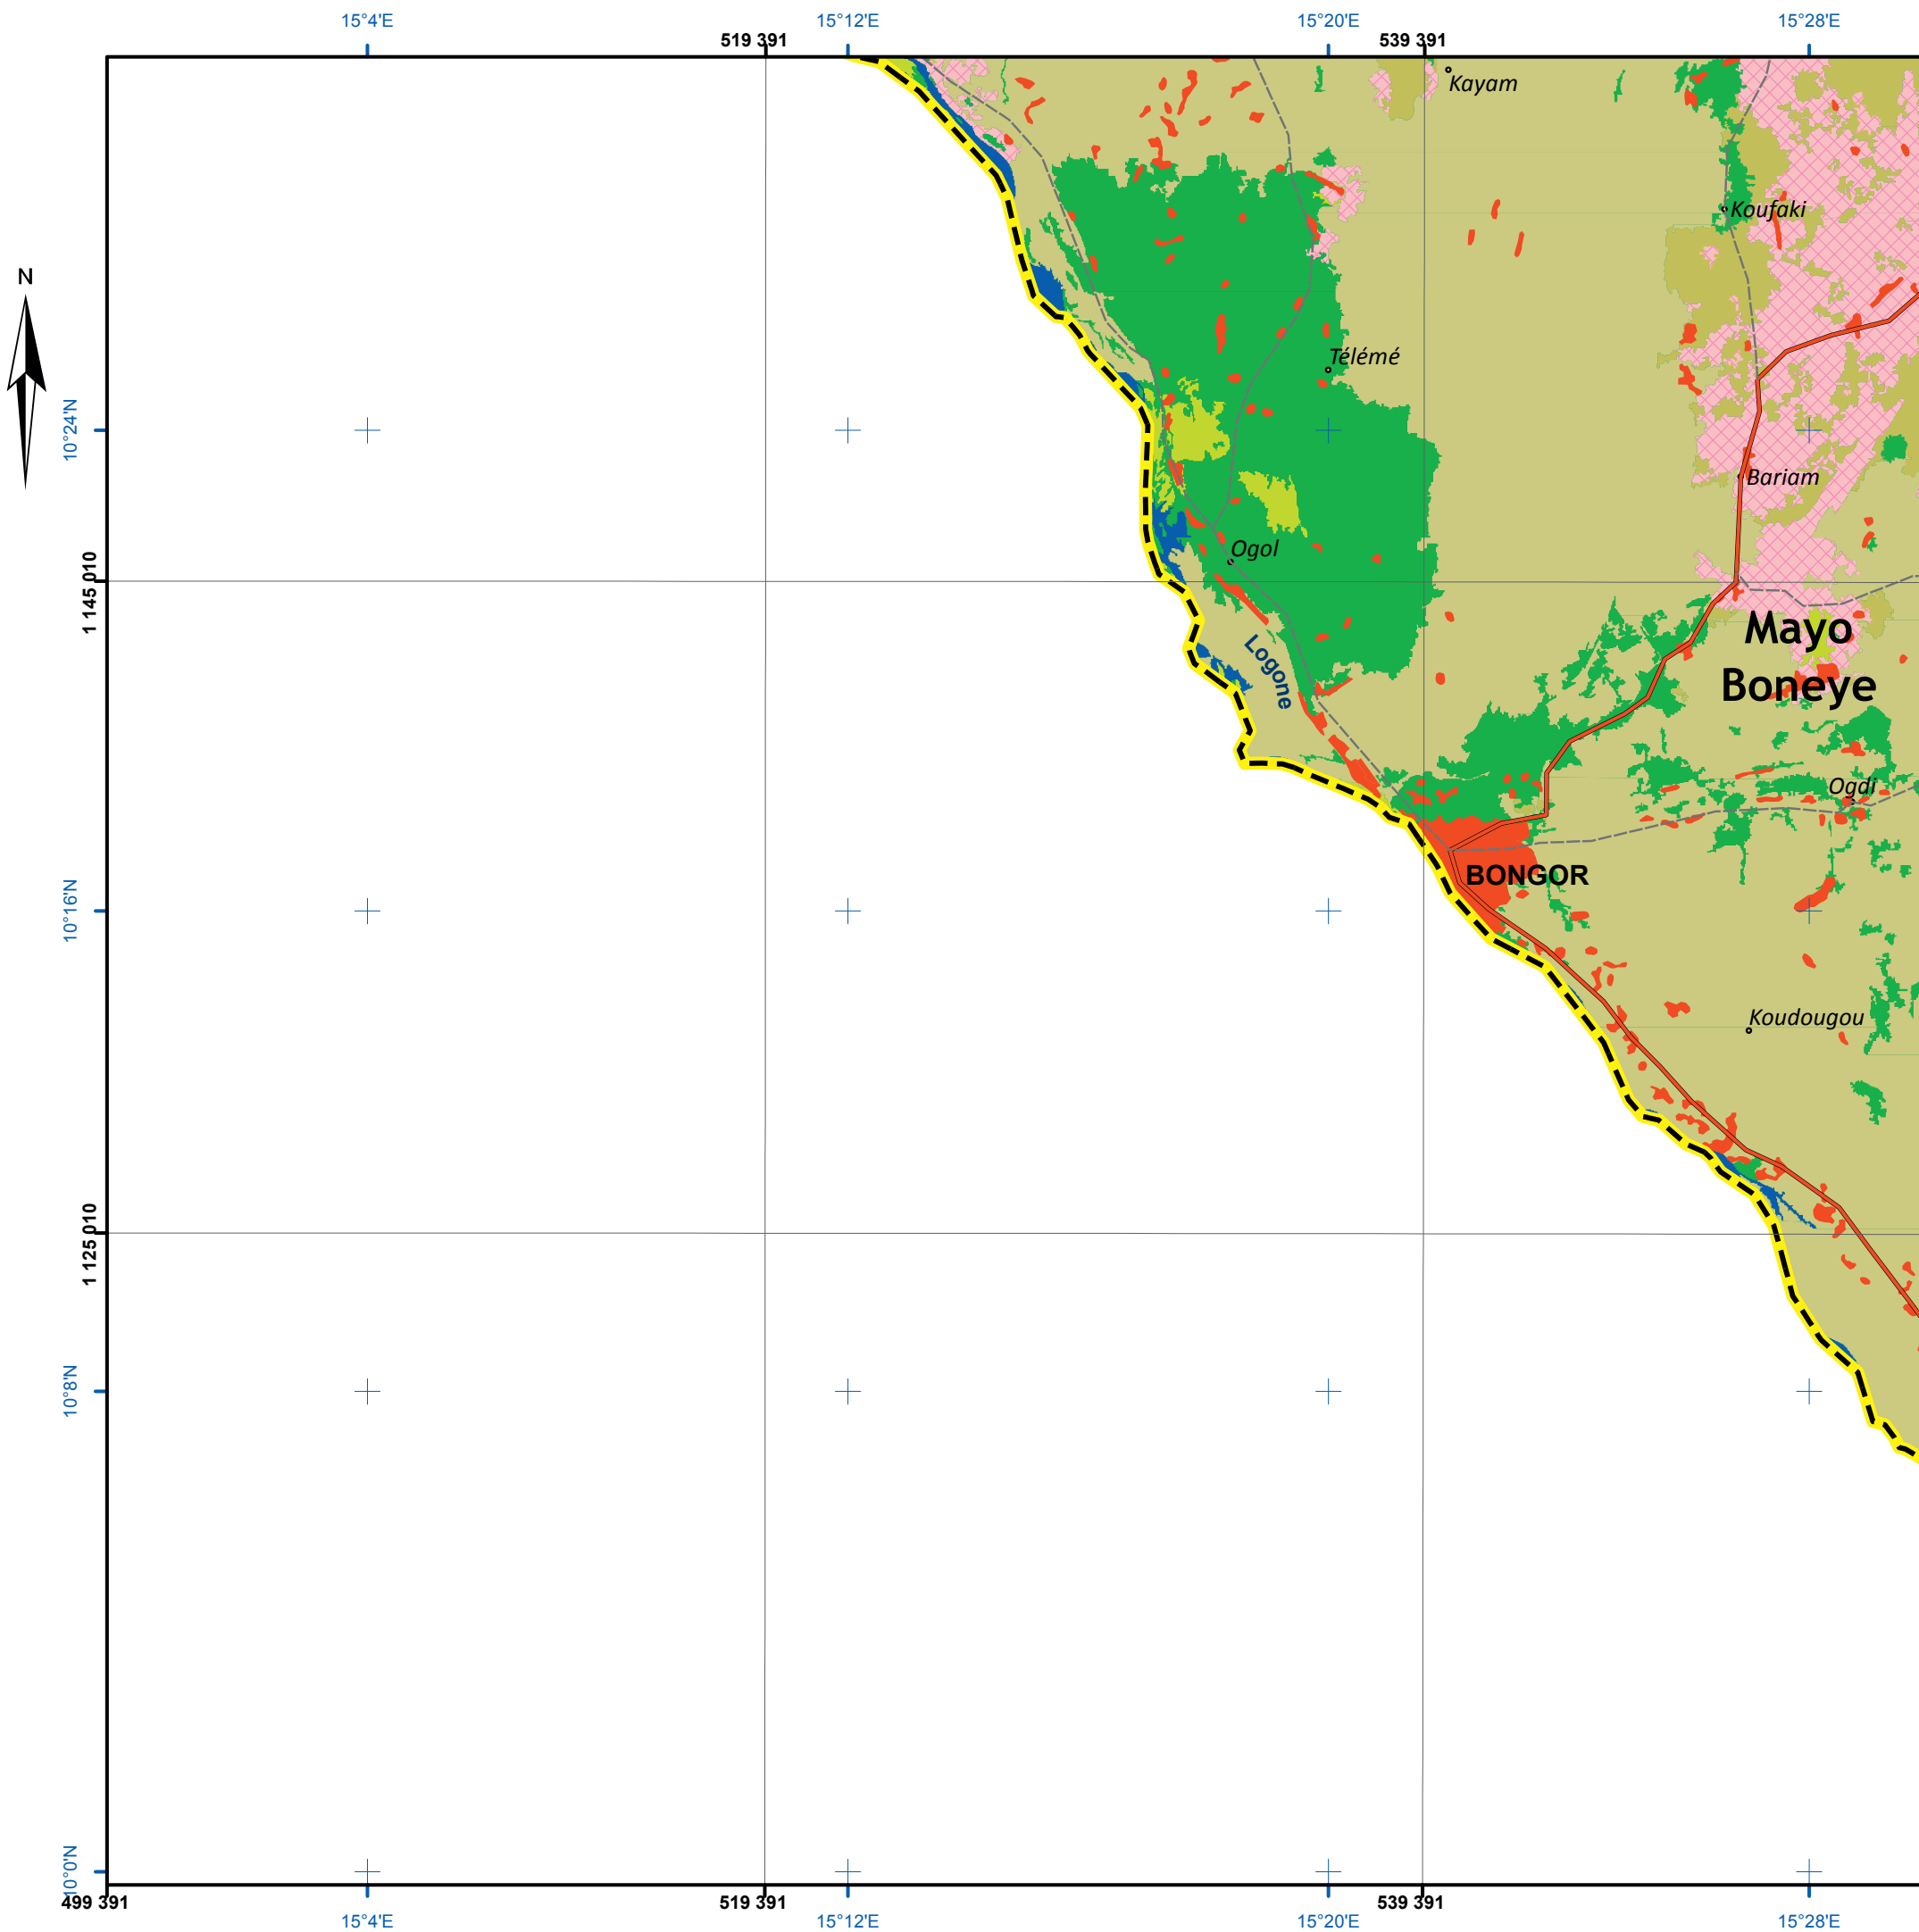 15°4'E
15°12'E
15°20'E
15°28'E
519 391
539 391
Kayam
Koufaki
N
Télémé
10°24'N
Bariam
Ogol
1 145 010
Mayo
Boneye
Logone
Ogdi
BONGOR
10°16'N
Koudougou
1 125 010
10°8'N
10°0'N
499 391
519 391
539 391
15°4'E
15°12'E
15°20'E
15°28'E